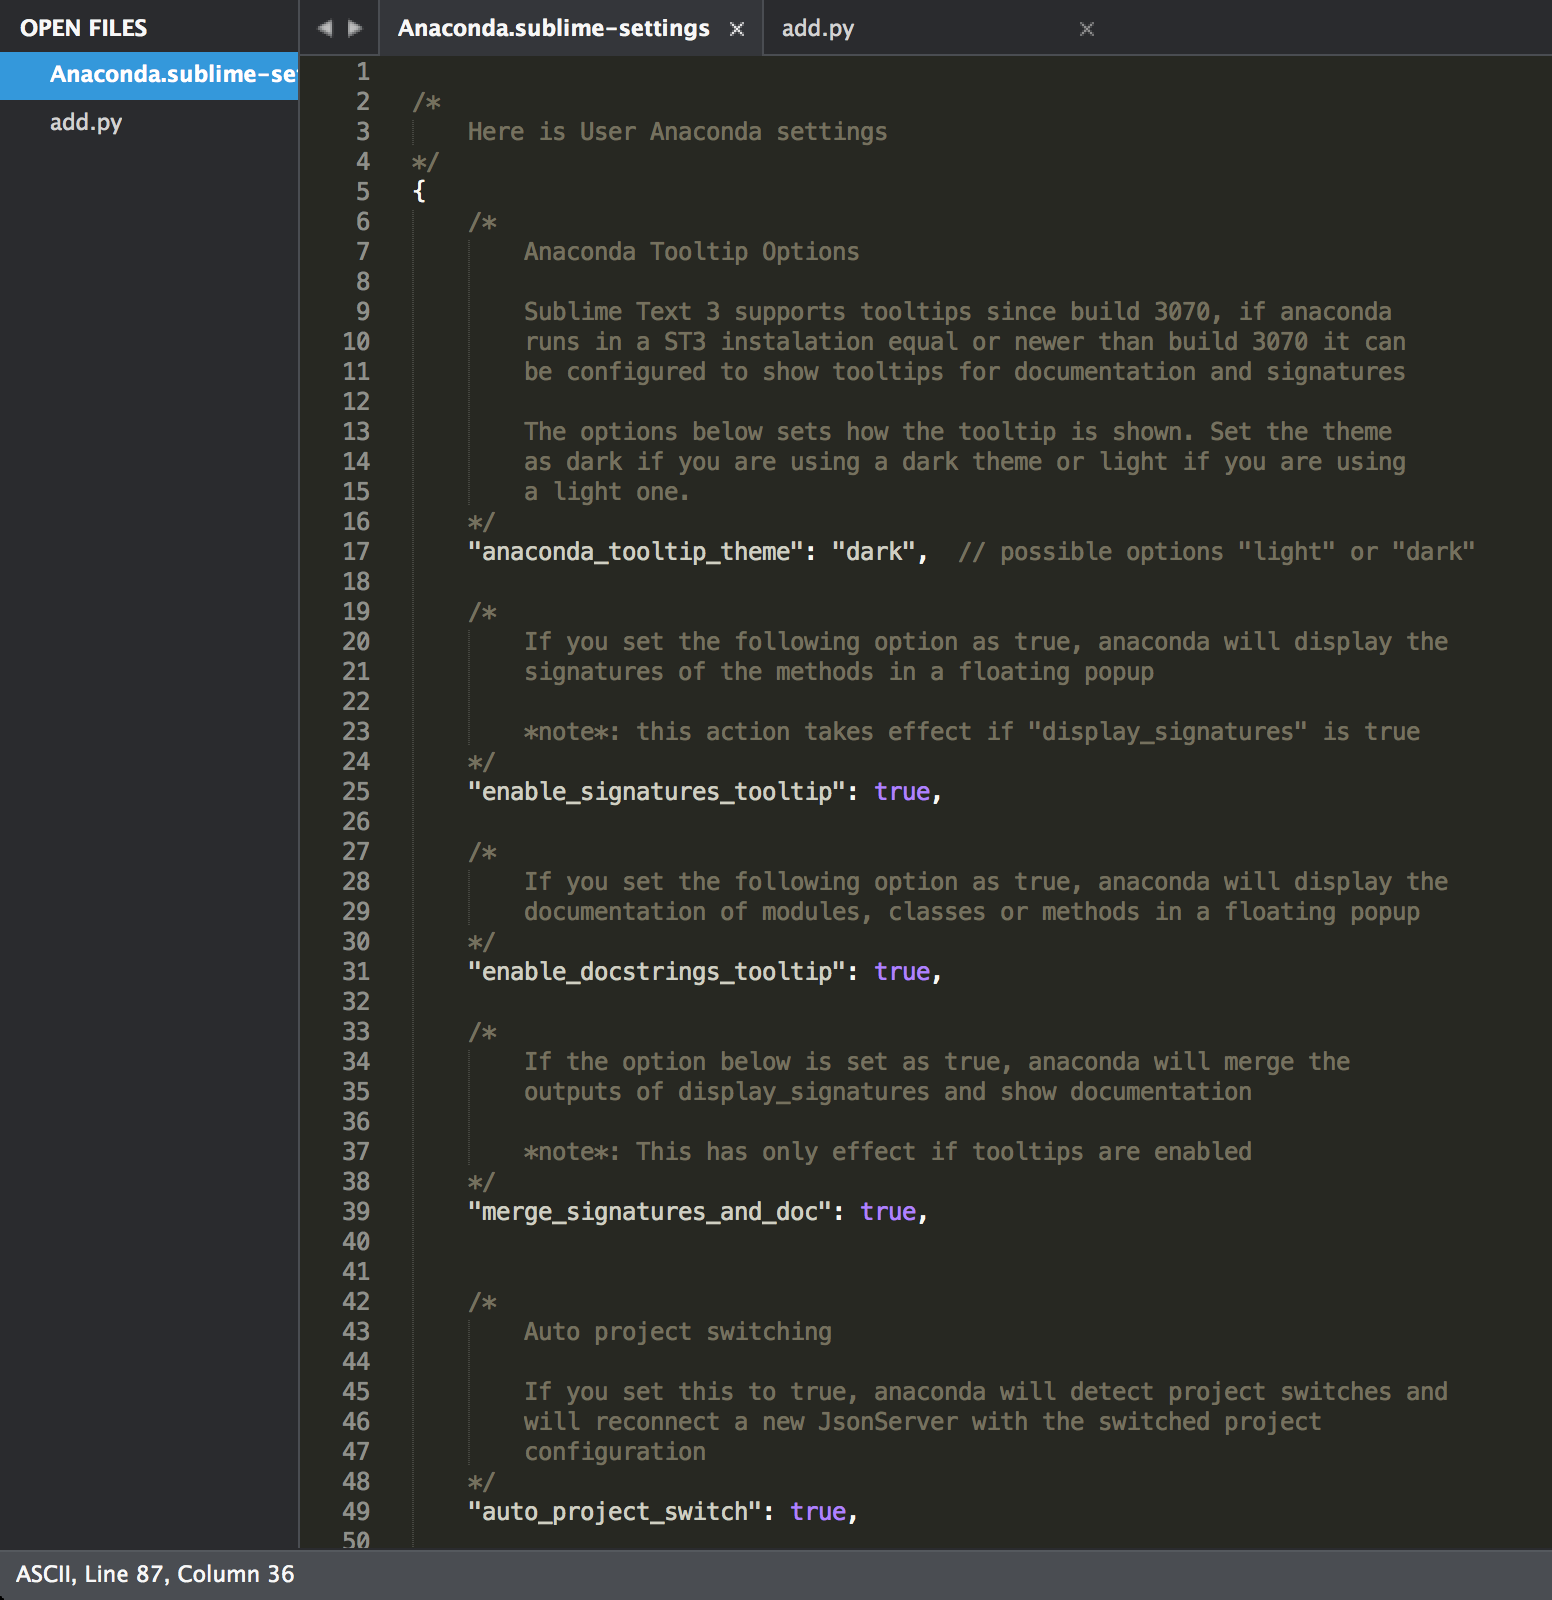 OPEN FILES
Anaconda.sublime-se
add.py
Anaconda.sublime-settings × add.py ×
1
2 /*
3 Here is User Anaconda settings
4 */
5 {
6 /*
7 Anaconda Tooltip Options
8
9 Sublime Text 3 supports tooltips since build 3070, if anaconda
10 runs in a ST3 instalation equal or newer than build 3070 it can
11 be configured to show tooltips for documentation and signatures
12
13 The options below sets how the tooltip is shown. Set the theme
14 as dark if you are using a dark theme or light if you are using
15 a light one.
16 */
17 "anaconda_tooltip_theme": "dark", // possible options "light" or "dark"
18
19 /*
20 If you set the following option as true, anaconda will display the
21 signatures of the methods in a floating popup
22
23 *note*: this action takes effect if "display_signatures" is true
24 */
25 "enable_signatures_tooltip": true,
26
27 /*
28 If you set the following option as true, anaconda will display the
29 documentation of modules, classes or methods in a floating popup
30 */
31 "enable_docstrings_tooltip": true,
32
33 /*
34 If the option below is set as true, anaconda will merge the
35 outputs of display_signatures and show documentation
36
37 *note*: This has only effect if tooltips are enabled
38 */
39 "merge_signatures_and_doc": true,
40
41
42 /*
43 Auto project switching
44
45 If you set this to true, anaconda will detect project switches and
46 will reconnect a new JsonServer with the switched project
47 configuration
48 */
49 "auto_project_switch": true,
50
ASCII, Line 87, Column 36